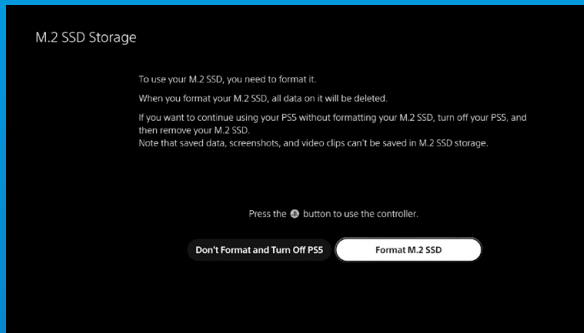 M.2 SSD Storage
To use your M.2 SSD, you need to format it.
When you format your M.2 SSD, all data on it will be deleted.
If you want to continue using your PS5 without formatting your M.2 SSD, turn off your PS5, and
then remove your M.2 SSD.
Note that saved data, screenshots, and video clips can't be saved in M.2 SSD storage.
Press the button to use the controller.
Don't Format and Turn Off PS5 Format M.2 SSD